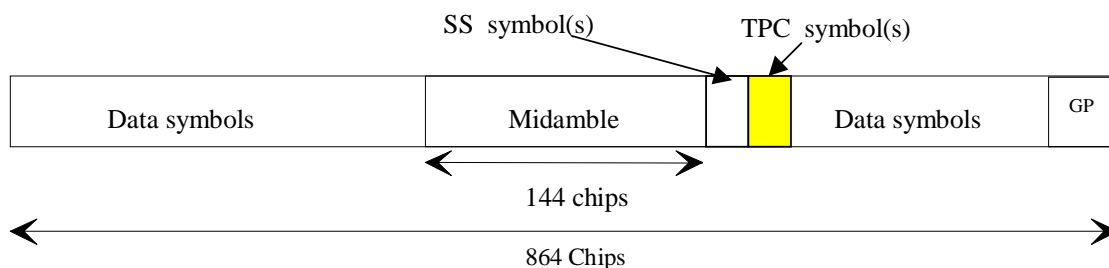 SS symbol(s)
TPC symbol(s)
Data symbols
Midamble
Data symbols
GP
144 chips
864 Chips